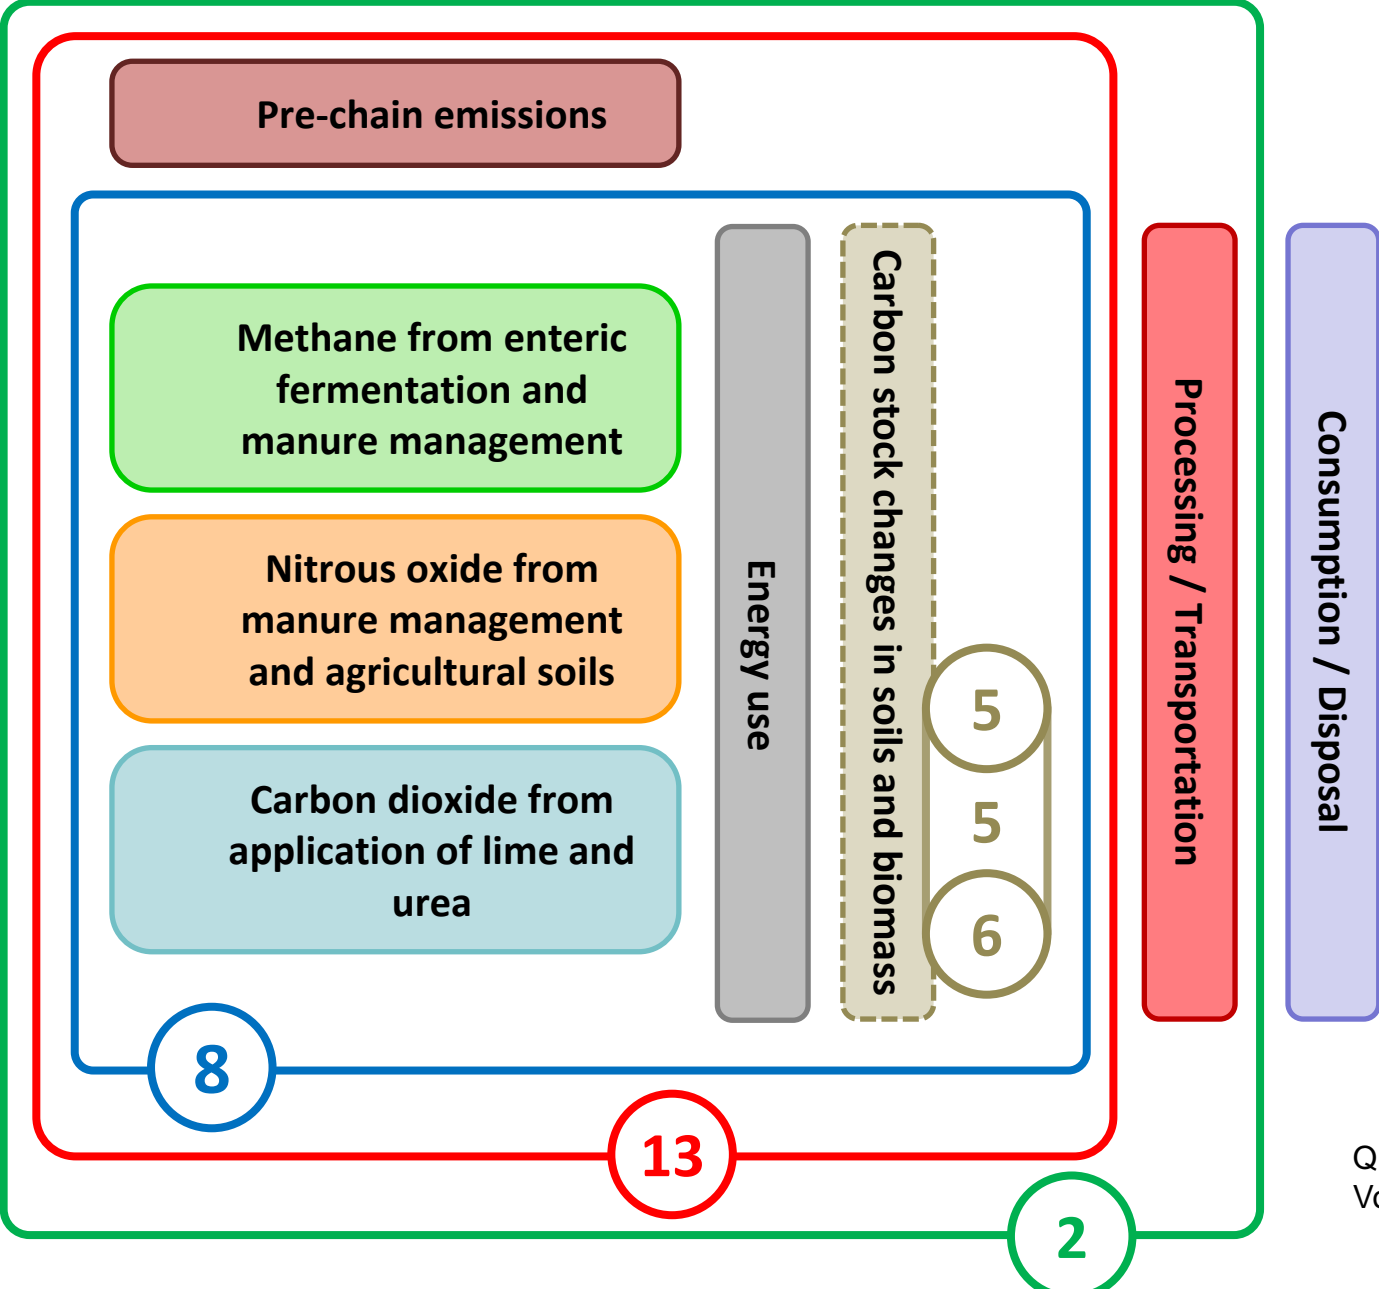 Pre-chain emissions
Methane from enteric
fermentation and
manure management
Nitrous oxide from
manure management
and agricultural soils
Carbon dioxide from
application of lime and
urea
Energy use
Carbon stock changes in soils and biomass
5
5
6
Processing / Transportation
Consumption / Disposal
8
13
2